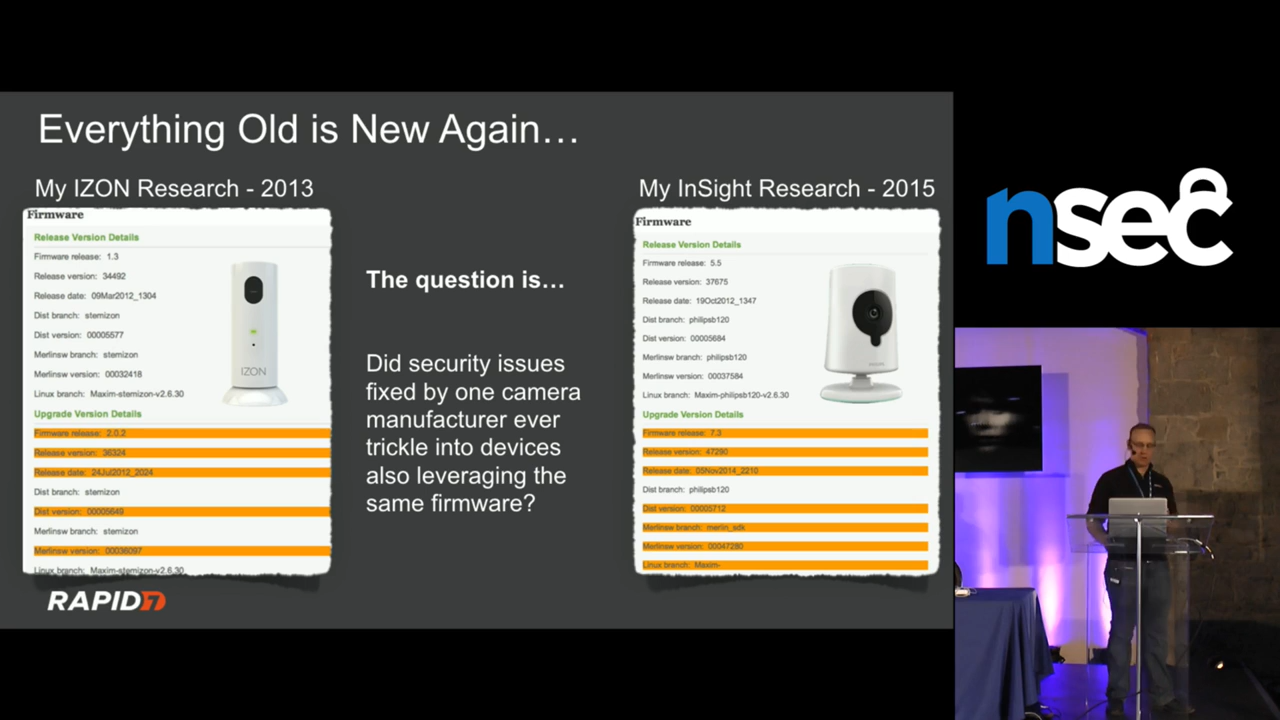 Everything Old is New Again…
My IZON Research - 2013
Firmware
Release Version Details
Firmware release: 1.3
Release version: 34492
Release date: 09Mar2012_1304
Dist branch: stemizon
Dist version: 00005577
Merlinsw branch: stemizon
Merlinsw version: 00032418
Linux branch: Maxim-stemizon-v2.6.30
Upgrade Version Details
Firmware release: 2.0.2
Release version: 36324
Release date: 24Jul2012_2024
Dist branch: stemizon
Dist version: 00005649
Merlinsw branch: stemizon
Merlinsw version: 00036097
Linux branch: Maxim-stemizon-v2.6.30
IZON
The question is…
Did security issues
fixed by one camera
manufacturer ever
trickle into devices
also leveraging the
same firmware?
My InSight Research - 2015
Firmware
Release Version Details
Firmware release: 5.5
Release version: 37675
Release date: 19Oct2012_1347
Dist branch: philipsb120
Dist version: 00005684
Merlinsw branch: philipsb120
Merlinsw version: 00037584
Linux branch: Maxim-philipsb120-v2.6.30
Upgrade Version Details
Firmware release: 7.3
Release version: 47290
Release date: 05Nov2014_2210
Dist branch: philipsb120
Dist version: 00005712
Merlinsw branch: merlin_sdk
Merlinsw version: 00047280
Linux branch: Maxim-
RAPID7
nsec